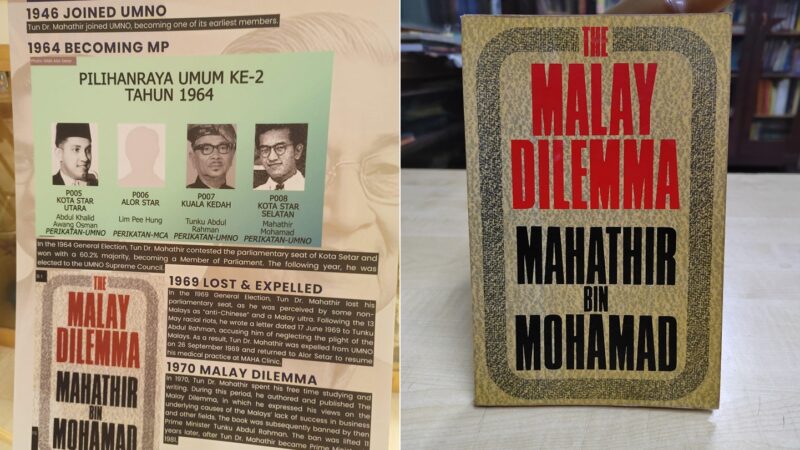 1946 JOINED UMNO
Tun Dr. Mahathir joined UMNO, becoming one of its earliest members.
1964 BECOMING MP
PILIHANRAYA UMUM KE-2
TAHUN 1964
P005
KOTA STAR
UTARA
Abdul Khalid
Awang Osman
PERIKATAN-UMNO
P006
ALOR STAR
Lim Pee Hung
PERIKATAN-MCA
P007
KUALA KEDAH
Tunku Abdul
Rahman
PERIKATAN-UMNO
P008
KOTA STAR
SELATAN
Mahathir
Mohamad
PERIKATAN-UMNO
In the 1964 General Election, Tun Dr. Mahathir contested the parliamentary seat of Kota Setar and
won with a 60.2% majority, becoming a Member of Parliament. The following year, he was
elected to the UMNO Supreme Council.
THE
MALAY
DILEMMA
MAHATHIR
BIN
MOHAMAD
1969 LOST & EXPELLED
In the 1969 General Election, Tun Dr. Mahathir lost his
parliamentary seat, as he was perceived by some non-
Malays as "anti-Chinese" and a Malay ultra. Following the 13
May racial riots, he wrote a letter dated 17 June 1969 to Tunku
Abdul Rahman, accusing him of neglecting the plight of the
Malays. As a result, Tun Dr. Mahathir was expelled from UMNO
on 26 September 1969 and returned to Alor Setar to resume
his medical practice at MAHA Clinic.
1970 MALAY DILEMMA
In 1970, Tun Dr. Mahathir spent his free time studying and
writing. During this period, he authored and published The
Malay Dilemma, in which he expressed his views on the
underlying causes of the Malays' lack of success in business
and other fields. The book was subsequently banned by then
Prime Minister Tunku Abdul Rahman. The ban was lifted 11
years later, after Tun Dr. Mahathir became Prime
1981.
THE
MALAY
DILEMMA
MAHATHIR
BIN
MOHAMAD